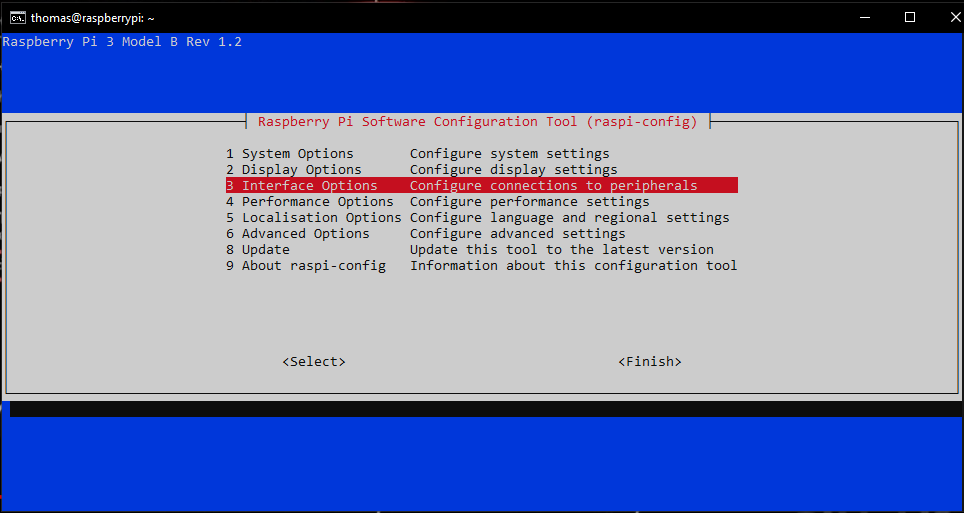 thomas@raspberrypi: ~
Raspberry Pi 3 Model B Rev 1.2
Raspberry Pi Software Configuration Tool (raspi-config)
1 System Options Configure system settings
2 Display Options Configure display settings
3 Interface Options Configure connections to peripherals
4 Performance Options Configure performance settings
5 Localisation Options Configure language and regional settings
6 Advanced Options Configure advanced settings
8 Update Update this tool to the latest version
9 About raspi-config Information about this configuration tool
<Select> <Finish>